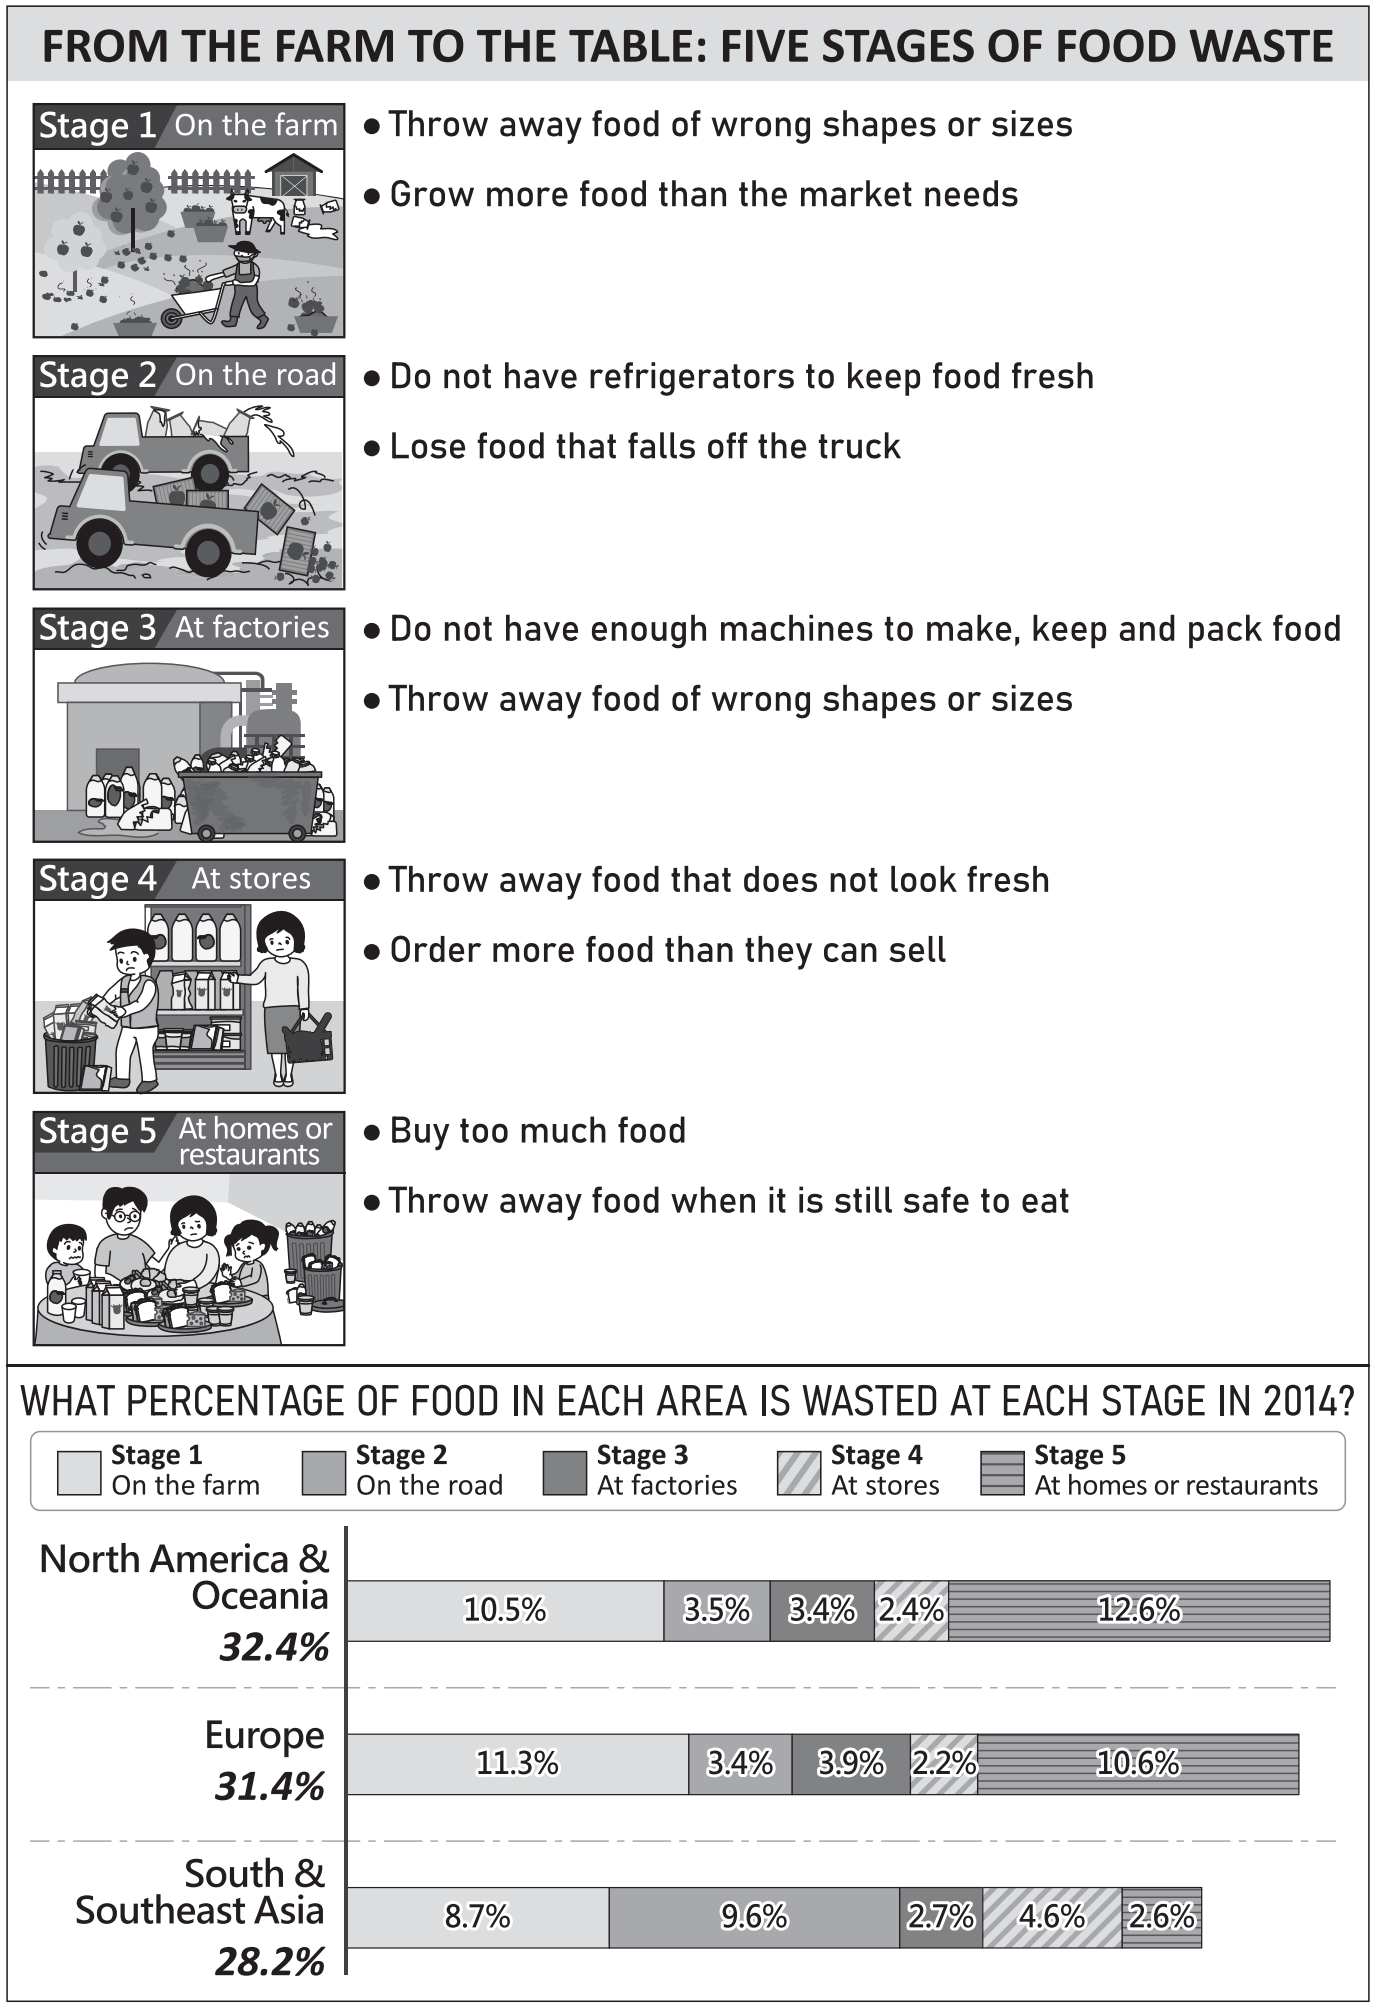 FROM THE FARM TO THE TABLE: FIVE STAGES OF FOOD WASTE
Stage 1 On the farm
● Throw away food of wrong shapes or sizes
● Grow more food than the market needs
Stage 2 On the road
● Do not have refrigerators to keep food fresh
● Lose food that falls off the truck
Stage 3 At factories
● Do not have enough machines to make, keep and pack food
● Throw away food of wrong shapes or sizes
Stage 4 At stores
● Throw away food that does not look fresh
● Order more food than they can sell
Stage 5 At homes or
restaurants
● Buy too much food
● Throw away food when it is still safe to eat
WHAT PERCENTAGE OF FOOD IN EACH AREA IS WASTED AT EACH STAGE IN 2014?
Stage 1
On the farm
Stage 2
On the road
Stage 3
At factories
Stage 4
At stores
Stage 5
At homes or restaurants
North America &
Oceania
32.4%
10.5% 3.5% 3.4% 2.4% 12.6%
Europe
31.4%
11.3% 3.4% 3.9% 2.2% 10.6%
South &
Southeast Asia
28.2%
8.7% 9.6% 2.7% 4.6% 2.6%